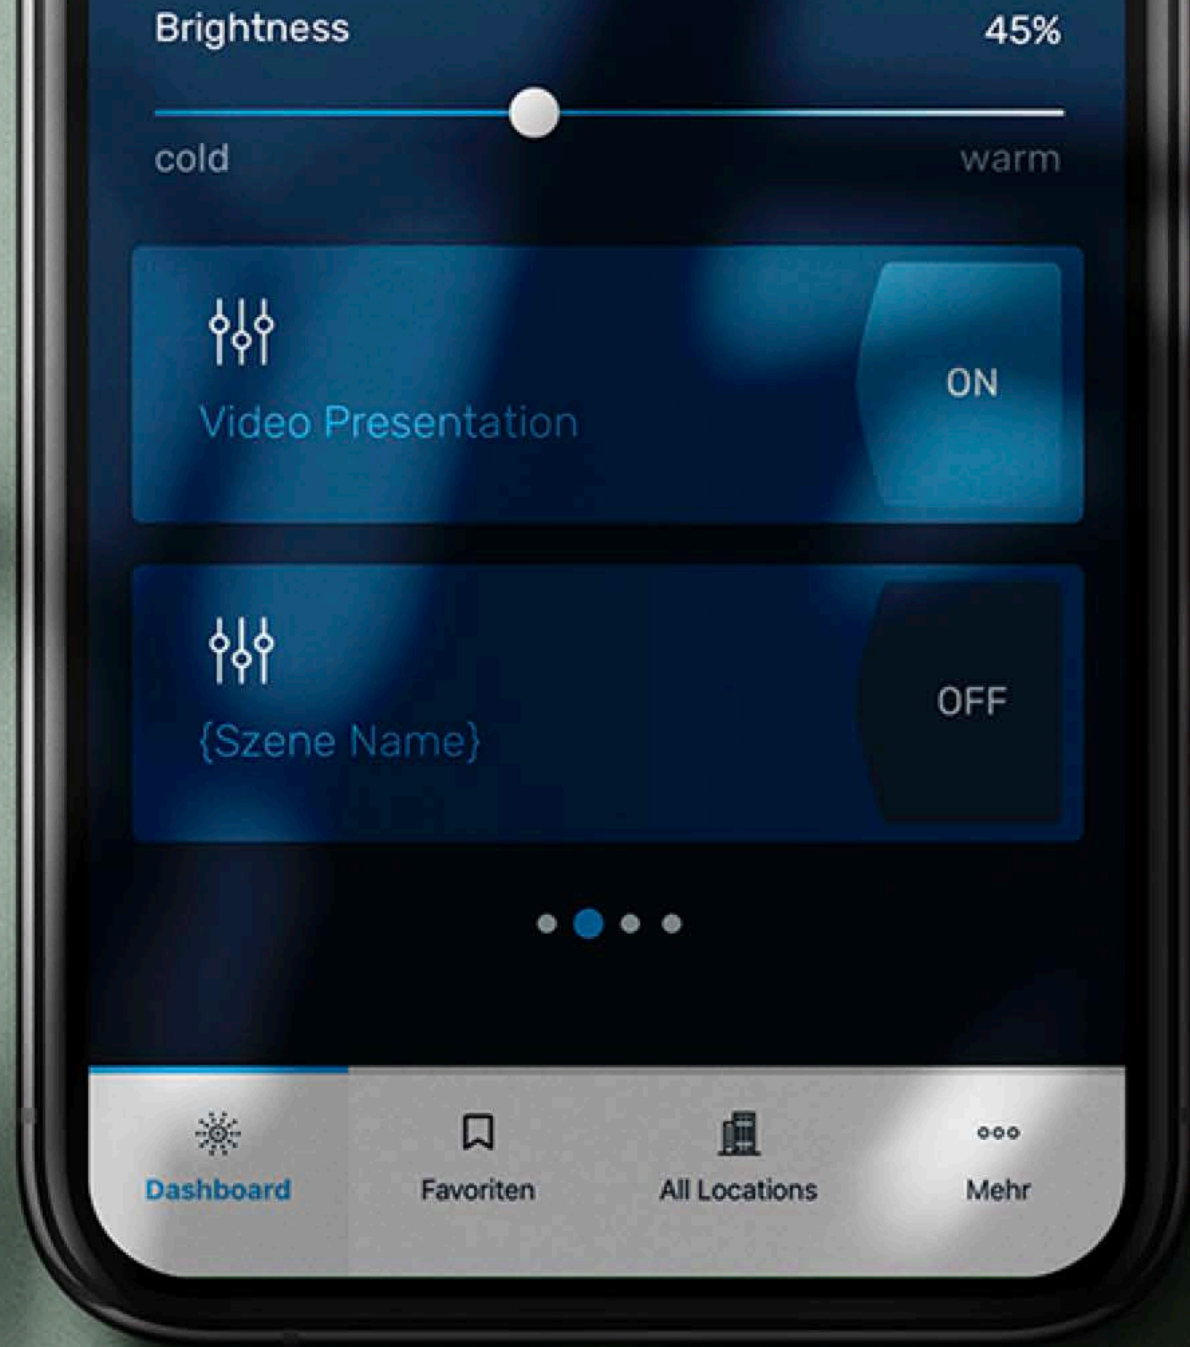 Brightness 45%
cold warm
Video Presentation ON
{Szene Name} OFF
Dashboard Favoriten All Locations Mehr